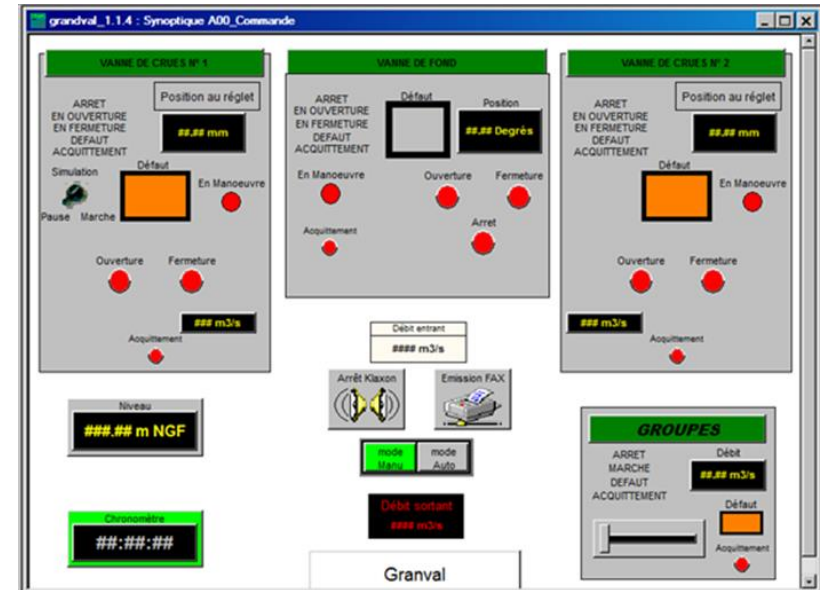 grandval_1.1.4 : Synoptique A00_Commande
VANNE DE CRUES N° 1
Position au réglet
ARRET
EN OUVERTURE
EN FERMETURE
DEFAUT
ACQUITTEMENT
##.## mm
Simulation
Défaut
En Manoeuvre
Pause Marche
Ouverture Fermeture
### m3/s
Acquittement
VANNE DE FOND
ARRET
EN OUVERTURE
EN FERMETURE
DEFAUT
ACQUITTEMENT
Défaut
Position
##.## Degrès
En Manoeuvre
Ouverture Fermeture
Acquittement
Arret
VANNE DE CRUES N° 2
Position au réglet
ARRET
EN OUVERTURE
EN FERMETURE
DEFAUT
ACQUITTEMENT
##.## mm
Défaut
En Manoeuvre
Ouverture Fermeture
### m3/s
Acquittement
Débit entrant
#### m3/s
Arrêt Klaxon
Emission FAX
Niveau
###.## m NGF
mode Manu
mode Auto
Débit sortant
#### m3/s
Chronomètre
##:##:##
Granval
GROUPES
ARRET
MARCHE
DEFAUT
ACQUITTEMENT
Débit
##.## m3/s
Défaut
Acquittement